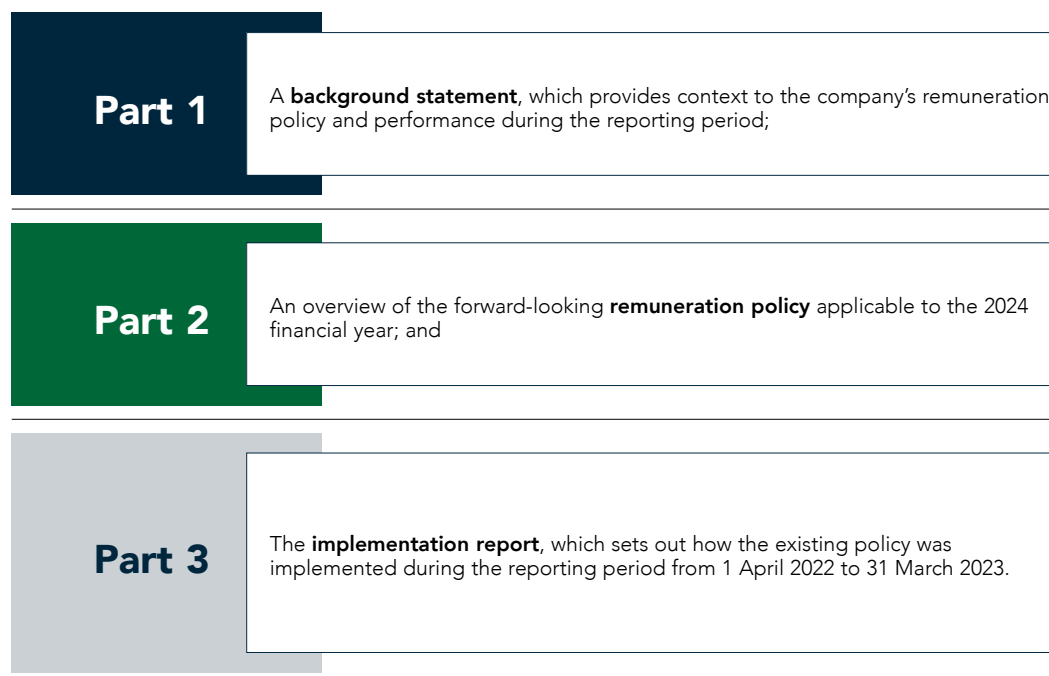 Part 1
A background statement, which provides context to the company's remuneration
policy and performance during the reporting period;
Part 2
An overview of the forward-looking remuneration policy applicable to the 2024
financial year; and
Part 3
The implementation report, which sets out how the existing policy was
implemented during the reporting period from 1 April 2022 to 31 March 2023.